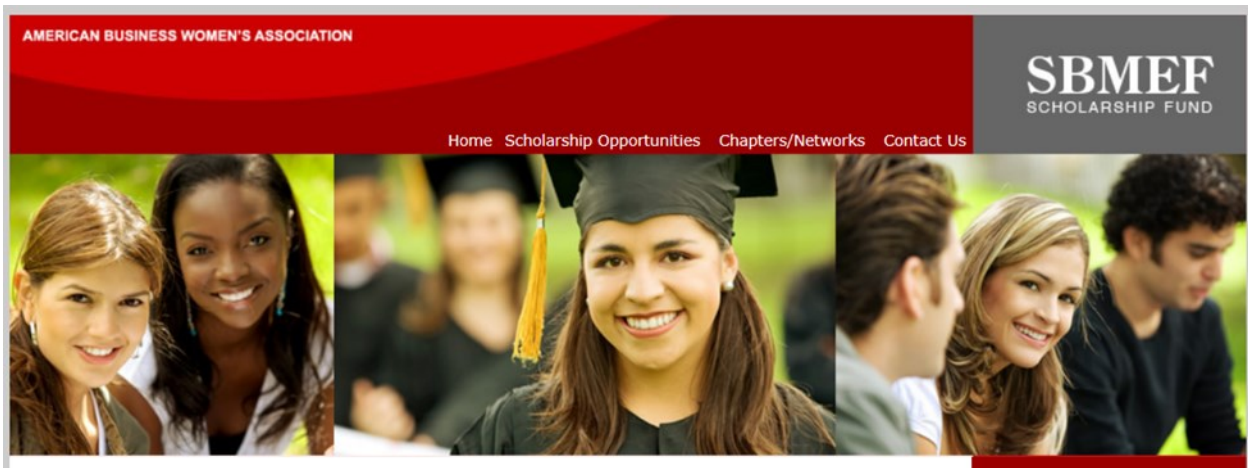 AMERICAN BUSINESS WOMEN'S ASSOCIATION
SBMEF
SCHOLARSHIP FUND
Home Scholarship Opportunities Chapters/Networks Contact Us